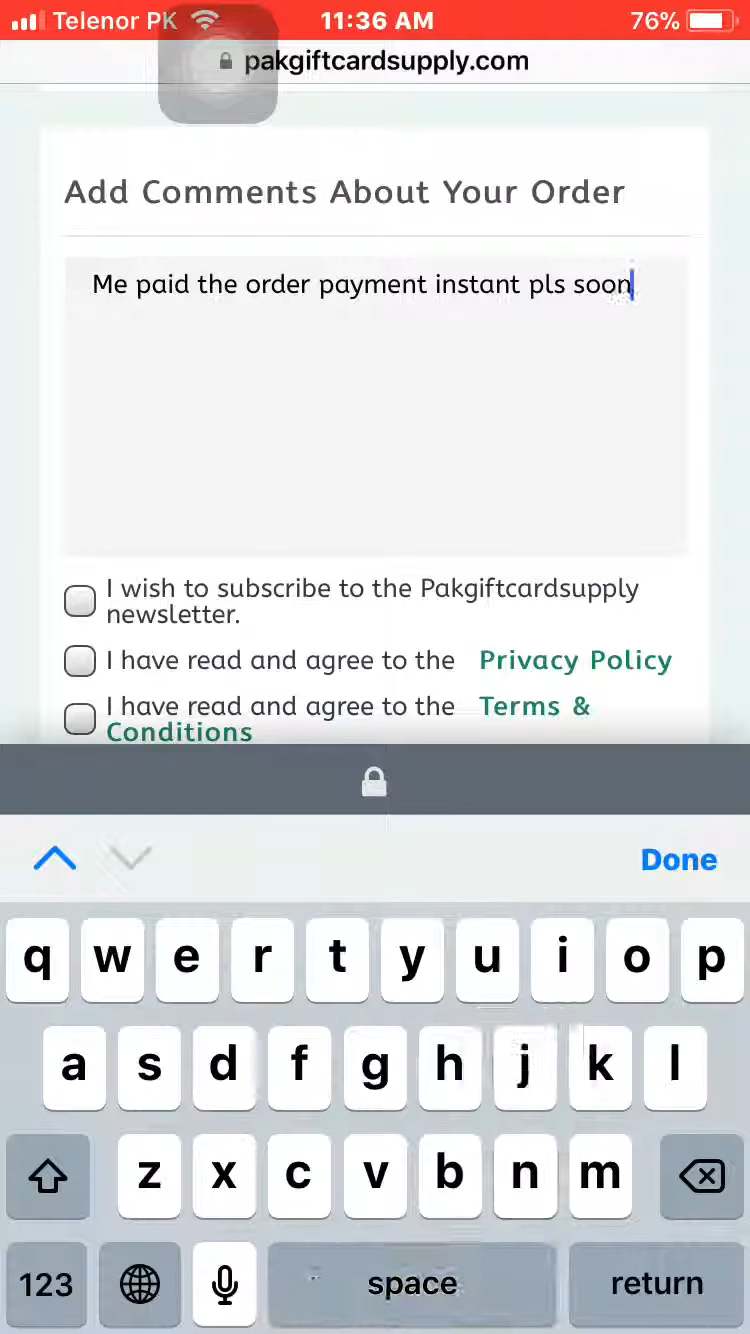 Telenor PK 11:36 AM 76%
pakgiftcardsupply.com
Add Comments About Your Order
Me paid the order payment instant pls soon
I wish to subscribe to the Pakgiftcardsupply
newsletter.
I have read and agree to the Privacy Policy
I have read and agree to the Terms &
Conditions
Done
q w e r t y u i o p
a s d f g h j k l
z x c v b n m
123 space return